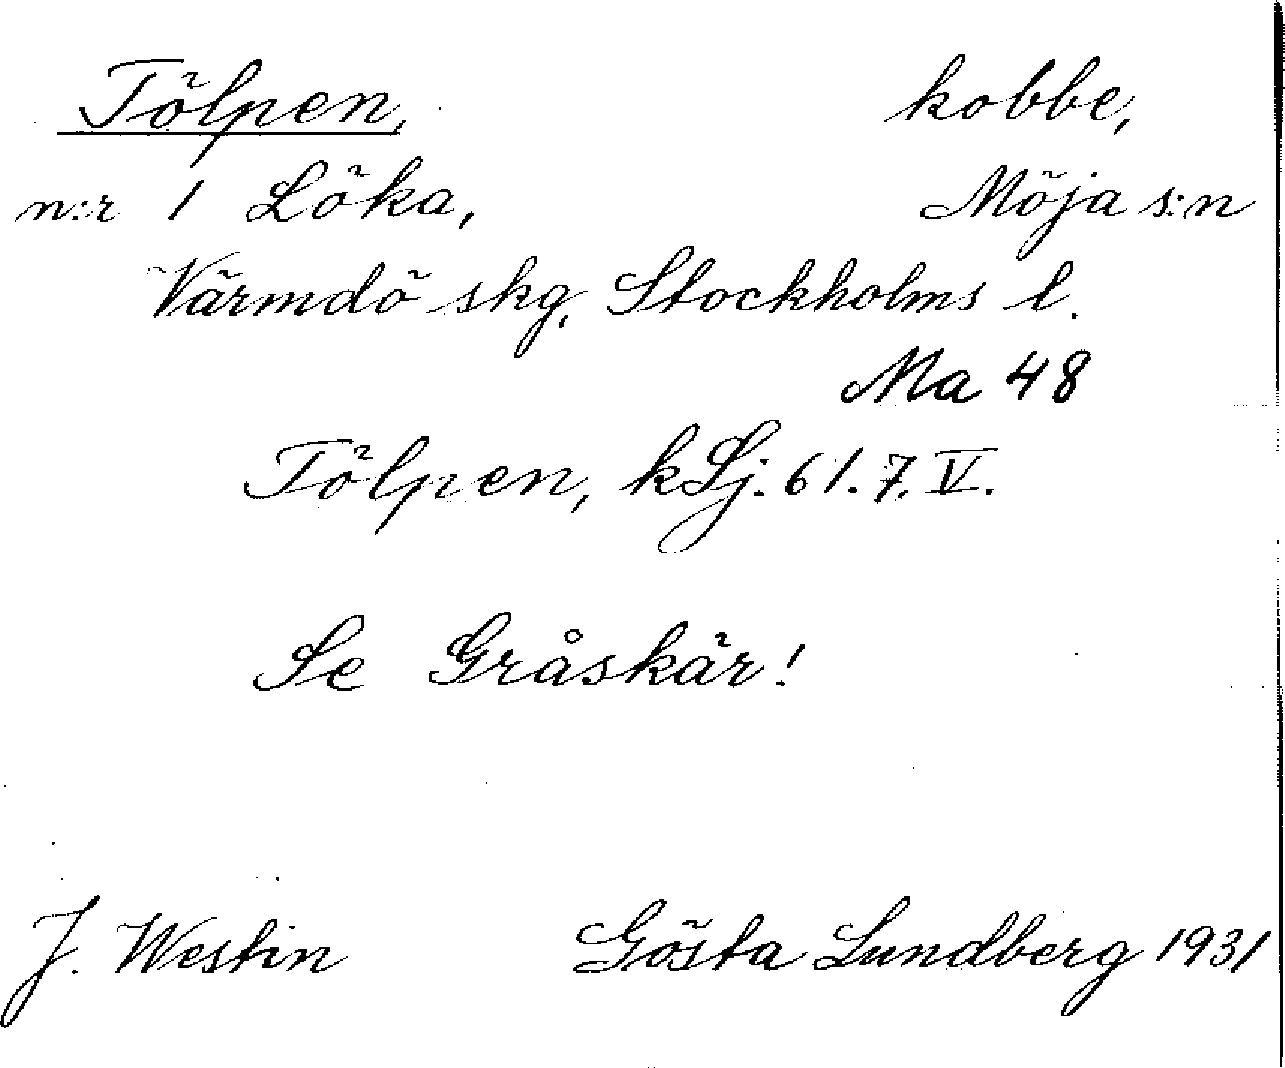 Tölpen, kobbe,
n:r 1 Löka, Möja s:n
Värmdö skg, Stockholms l.
Ma 48
Tölpen, kSj. 61. 7. V.
Se Gråskär!
J. Westin Gösta Lundberg 1931